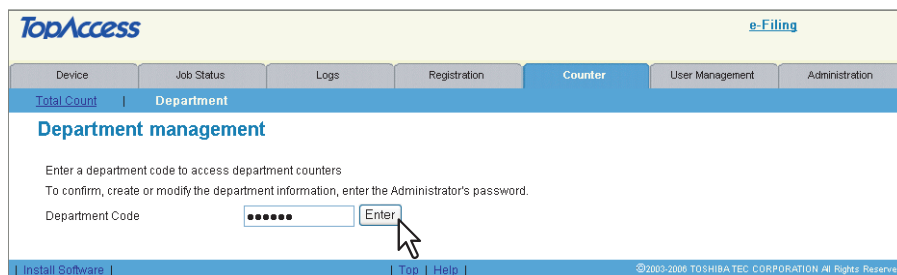 TopAccess
e-Filing
Device Job Status Logs Registration Counter User Management Administration
Total Count | Department
Department management
Enter a department code to access department counters
To confirm, create or modify the department information, enter the Administrator's password.
Department Code •••••• Enter
| Install Software | | Top | Help | ©2003-2006 TOSHIBA TEC CORPORATION All Rights Reserve